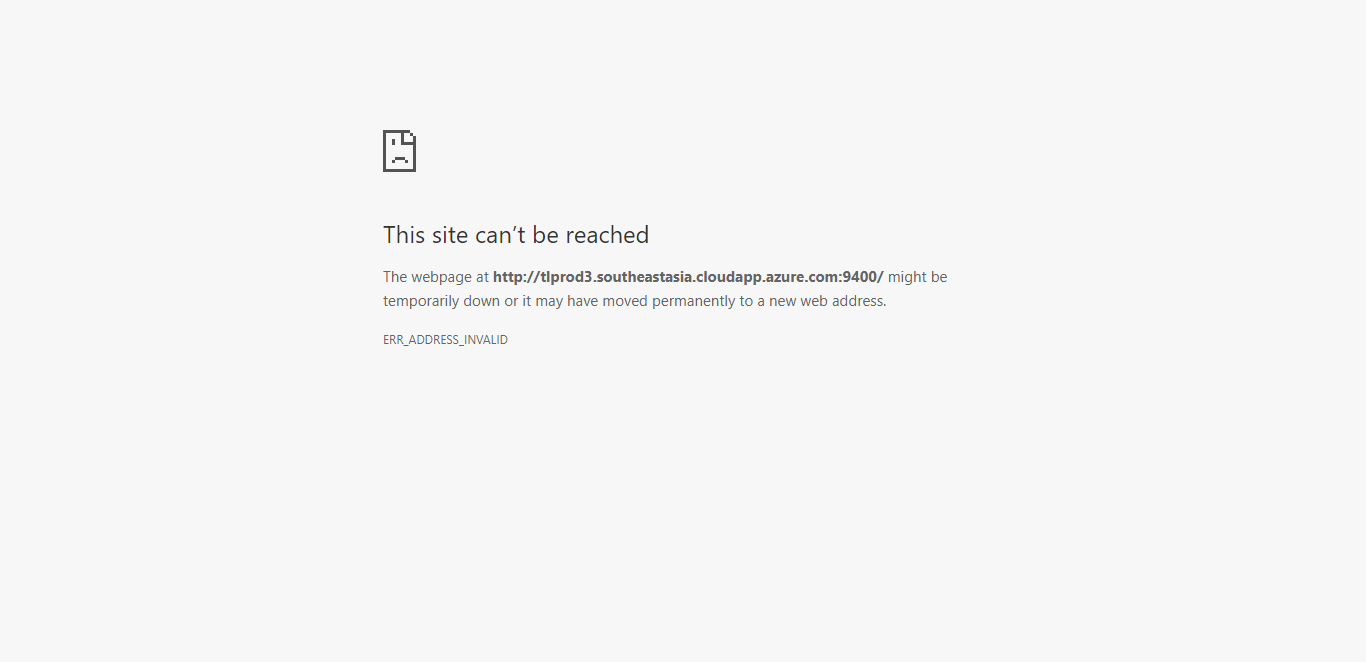 This site can’t be reached
The webpage at http://tlprod3.southeastasia.cloudapp.azure.com:9400/ might be
temporarily down or it may have moved permanently to a new web address.
ERR_ADDRESS_INVALID